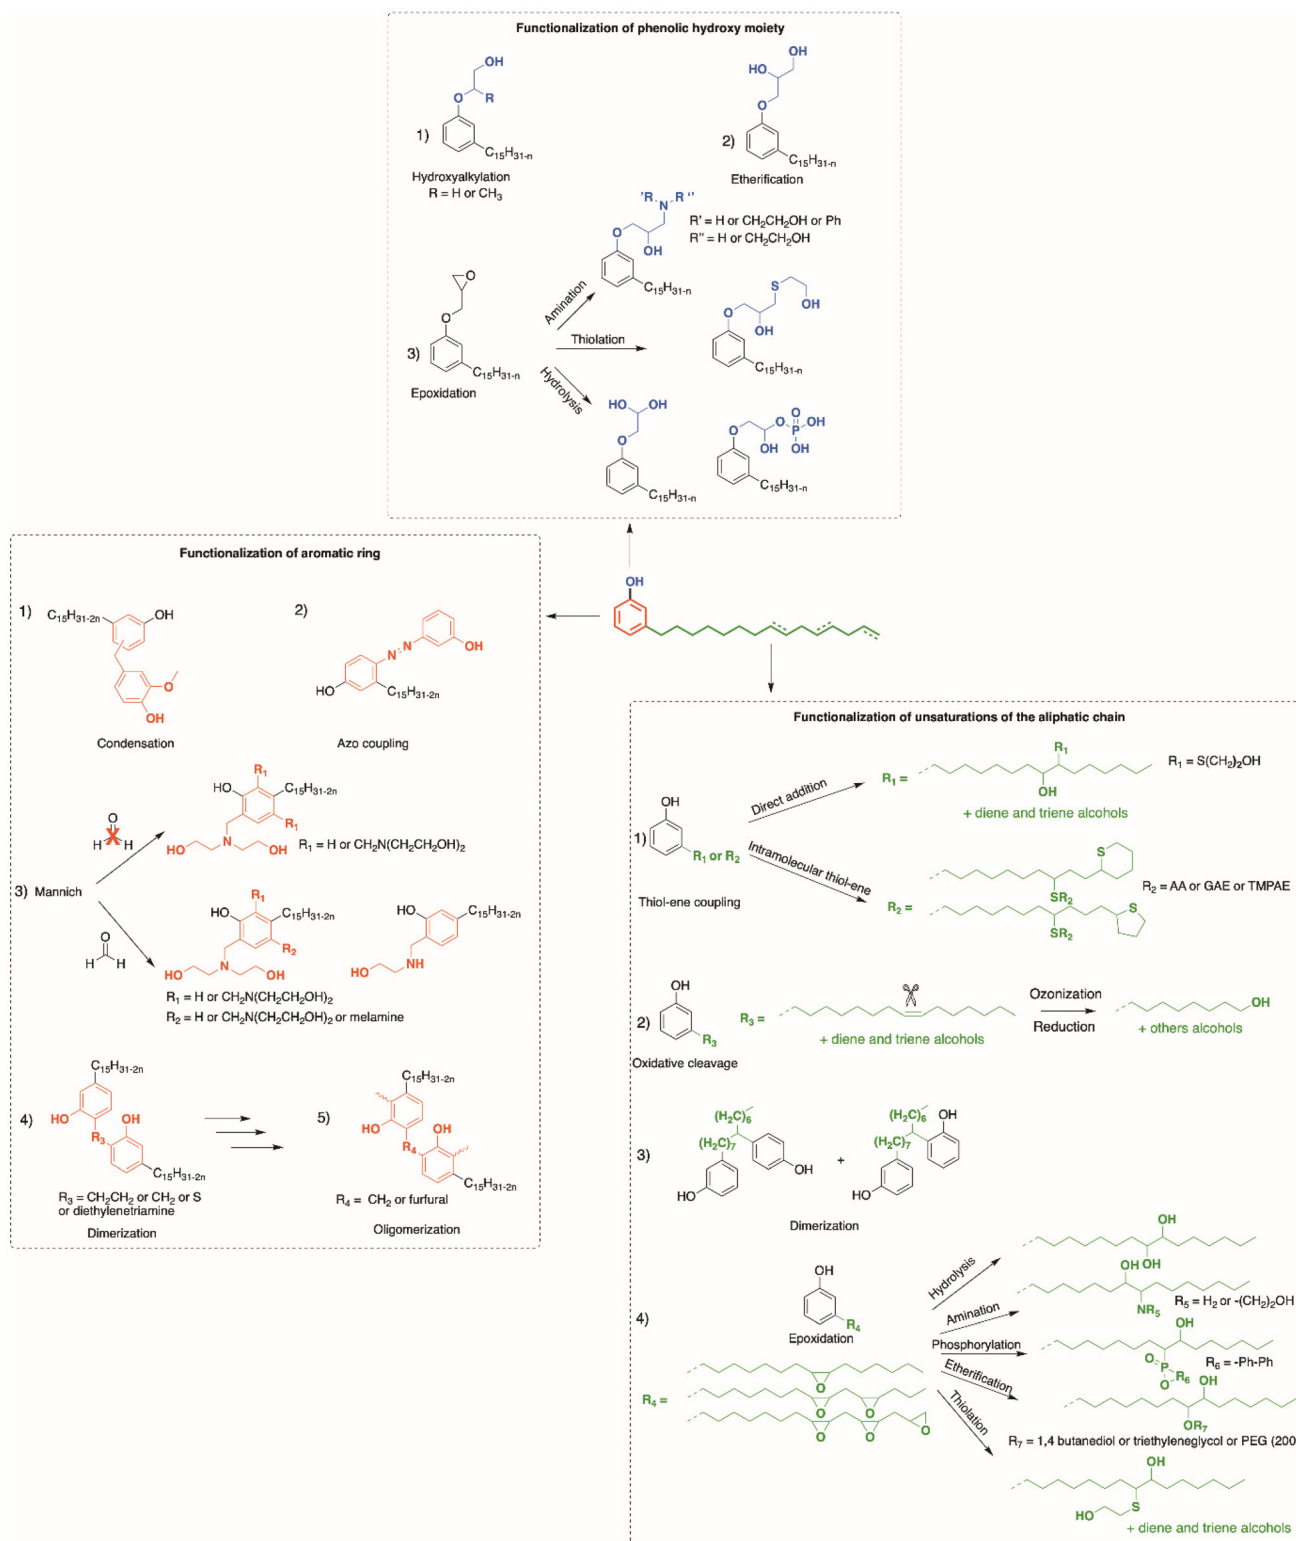 Functionalization of phenolic hydroxy moiety
OH
O
R
1)
C15H31-n
Hydroxyalkylation
R = H or CH3
OH
HO
O
2)
C15H31-n
Etherification
'R
R ‘’
N
O
OH
C15H31-n
R' = H or CH2CH2OH or Ph
R" = H or CH2CH2OH
O
O
3)
C15H31-n
Epoxidation
Amination
Thiolation
Hydrolysis
S
OH
O
OH
C15H31-n
HO OH
O
C15H31-n
O
O P OH
O
OH OH
C15H31-n
Functionalization of aromatic ring
1)
C15H31-2n
OH
O
OH
Condensation
2)
N
N
OH
HO
C15H31-2n
Azo coupling
3) Mannich
O
H H
R1
HO
C15H31-2n
R1
N
HO OH
R1 = H or CH2N(CH2CH2OH)2
O
H H
R1
HO
C15H31-2n
R2
N
HO OH
HO
C15H31-2n
NH
HO
R1 = H or CH2N(CH2CH2OH)2
R2 = H or CH2N(CH2CH2OH)2 or melamine
4)
C15H31-2n
HO
OH
R3
C15H31-2n
R3 = CH2CH2 or CH2 or S
or diethylenetriamine
Dimerization
5)
C15H31-2n
HO
OH
R4
C15H31-2n
R4 = CH2 or furfural
Oligomerization
OH
Functionalization of unsaturations of the aliphatic chain
OH
1)
R1 or R2
Thiol-ene coupling
Direct addition
Intramolecular thiol-ene
R1 =
R1
OH
R1 = S(CH2)2OH
+ diene and triene alcohols
R2 =
S
SR2
S
SR2
R2 = AA or GAE or TMPAE
OH
2)
R3
Oxidative cleavage
R3 =
+ diene and triene alcohols
Ozonization
Reduction
OH
+ others alcohols
3)
(H2C)6
(H2C)7
HO
OH
+
(H2C)6
OH
(H2C)7
HO
Dimerization
OH
4)
R4
Epoxidation
R4 =
O
O O
O O O
Hydrolysis
Amination
Phosphorylation
Etherification
Thiolation
OH
OH
OH
NR5
R5 = H2 or -(CH2)2OH
OH
O
P
R6
O
R6 = -Ph-Ph
OH
OR7
R7 = 1,4 butanediol or triethyleneglycol or PEG (200
OH
S
HO
+ diene and triene alcohols